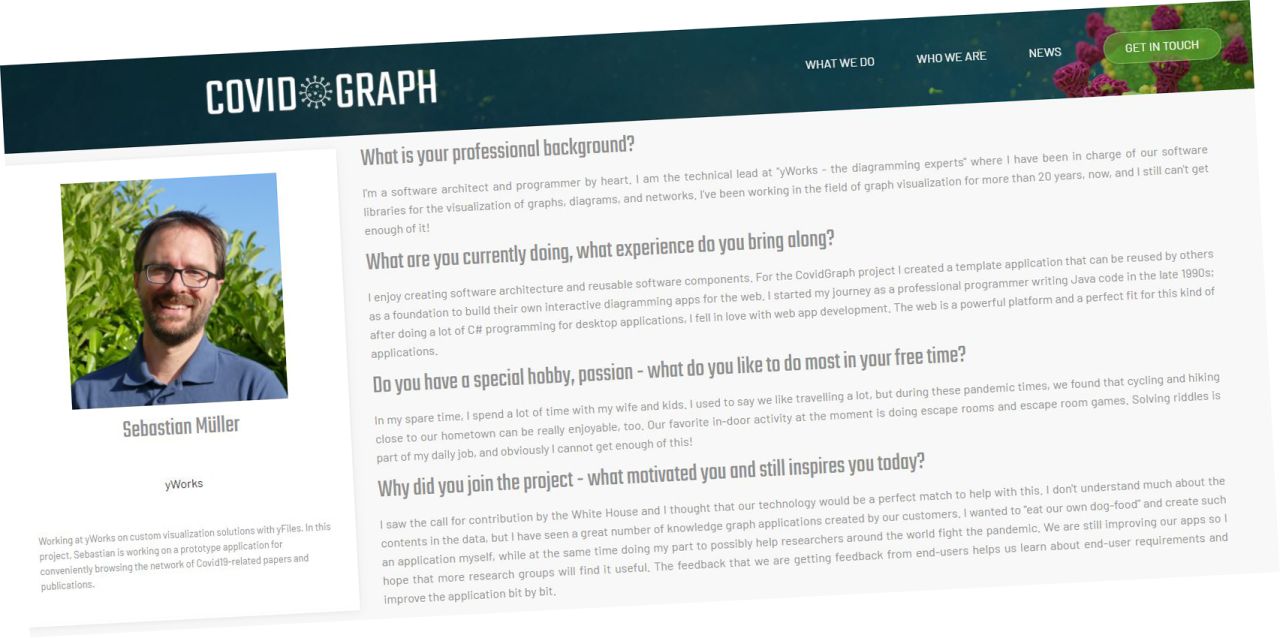 COVID GRAPH
WHAT WE DO
WHO WE ARE
NEWS
GET IN TOUCH
Sebastian Müller
yWorks
Working at yWorks on custom visualization solutions with yFiles. In this
project, Sebastian is working on a prototype application for
conveniently browsing the network of Covid19-related papers and
publications.
What is your professional background?
I'm a software architect and programmer by heart. I am the technical lead at "yWorks - the diagramming experts" where I have been in charge of our software
libraries for the visualization of graphs, diagrams, and networks. I've been working in the field of graph visualization for more than 20 years, now, and I still can't get
enough of it!
What are you currently doing, what experience do you bring along?
I enjoy creating software architecture and reusable software components. For the CovidGraph project I created a template application that can be reused by others
as a foundation to build their own interactive diagramming apps for the web. I started my journey as a professional programmer writing Java code in the late 1990s;
after doing a lot of C# programming for desktop applications, I fell in love with web app development. The web is a powerful platform and a perfect fit for this kind of
applications.
Do you have a special hobby, passion - what do you like to do most in your free time?
In my spare time, I spend a lot of time with my wife and kids. I used to say we like travelling a lot, but during these pandemic times, we found that cycling and hiking
close to our hometown can be really enjoyable, too. Our favorite in-door activity at the moment is doing escape rooms and escape room games. Solving riddles is
part of my daily job, and obviously I cannot get enough of this!
Why did you join the project - what motivated you and still inspires you today?
I saw the call for contribution by the White House and I thought that our technology would be a perfect match to help with this. I don't understand much about the
contents in the data, but I have seen a great number of knowledge graph applications created by our customers. I wanted to "eat our own dog-food" and create such
an application myself, while at the same time doing my part to possibly help researchers around the world fight the pandemic. We are still improving our apps so I
hope that more research groups will find it useful. The feedback that we are getting feedback from end-users helps us learn about end-user requirements and
improve the application bit by bit.